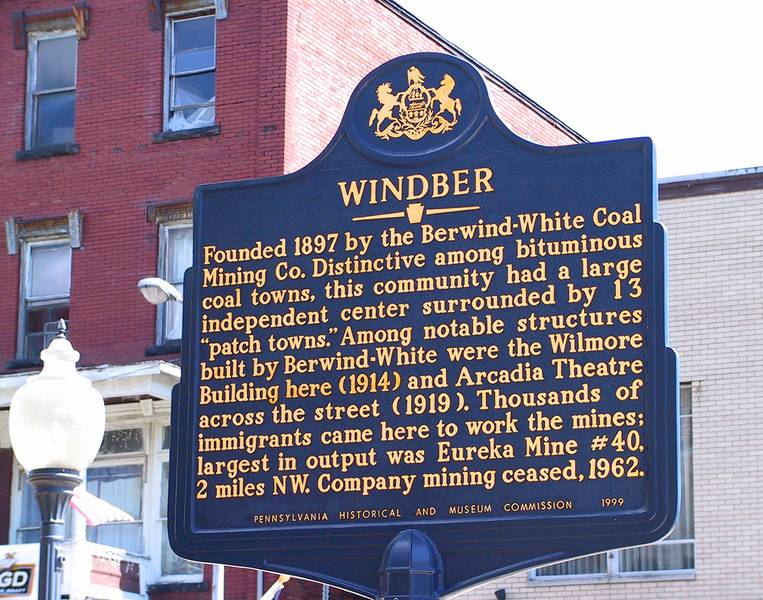 WINDBER
Founded 1897 by the Berwind-White Coal
Mining Co. Distinctive among bituminous
coal towns, this community had a large
independent center surrounded by 13
“patch towns.” Among notable structures
built by Berwind-White were the Wilmore
Building here (1914) and Arcadia Theatre
across the street (1919). Thousands of
immigrants came here to work the mines;
largest in output was Eureka Mine #40,
2 miles NW. Company mining ceased, 1962.
PENNSYLVANIA HISTORICAL AND MUSEUM COMMISSION 1999
GD